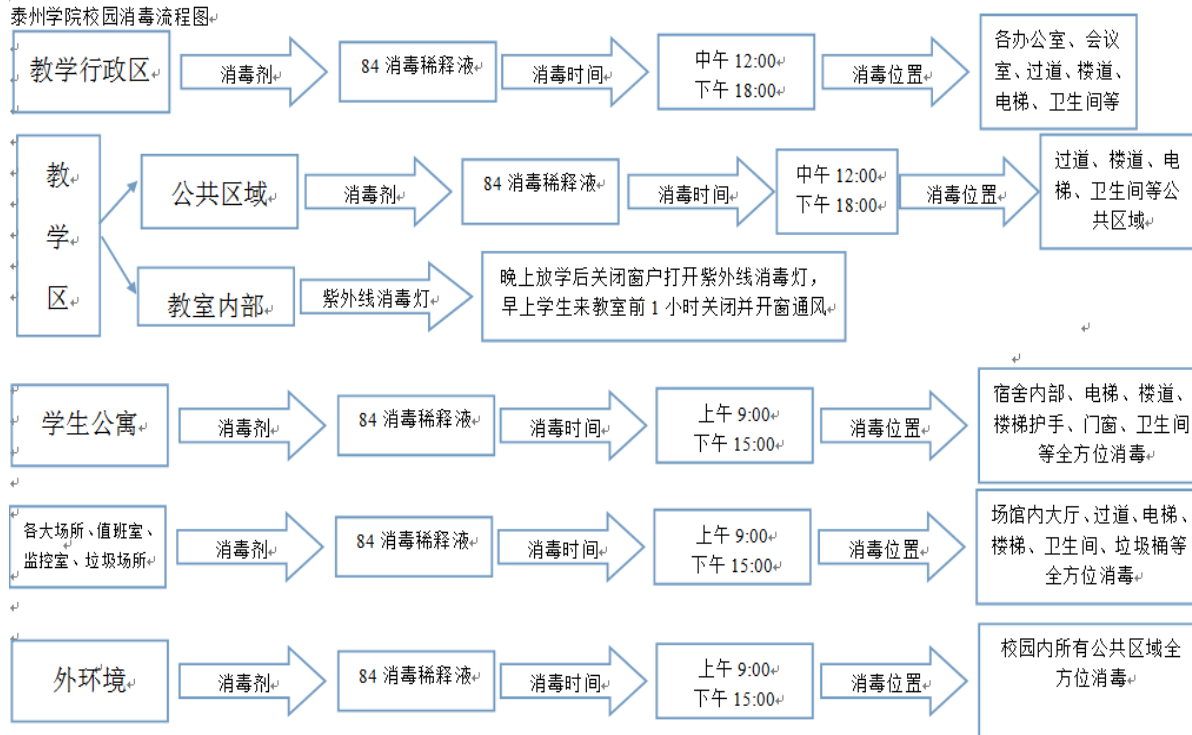 泰州学院校园消毒流程图
教学行政区
消毒剂
84 消毒稀释液
消毒时间
中午 12:00
下午 18:00
消毒位置
各办公室、会议
室、过道、楼道、
电梯、卫生间等
教
学
区
公共区域
消毒剂
84 消毒稀释液
消毒时间
中午 12:00
下午 18:00
消毒位置
过道、楼道、电
梯、卫生间等公
共区域
教室内部
紫外线消毒灯
晚上放学后关闭窗户打开紫外线消毒灯，
早上学生来教室前 1 小时关闭并开窗通风
学生公寓
消毒剂
84 消毒稀释液
消毒时间
上午 9:00
下午 15:00
消毒位置
宿舍内部、电梯、楼道、
楼梯护手、门窗、卫生间
等全方位消毒
各大场所、值班室、
监控室、垃圾场所
消毒剂
84 消毒稀释液
消毒时间
上午 9:00
下午 15:00
消毒位置
场馆内大厅、过道、电梯、
楼梯、卫生间、垃圾桶等
全方位消毒
外环境
消毒剂
84 消毒稀释液
消毒时间
上午 9:00
下午 15:00
消毒位置
校园内所有公共区域全
方位消毒